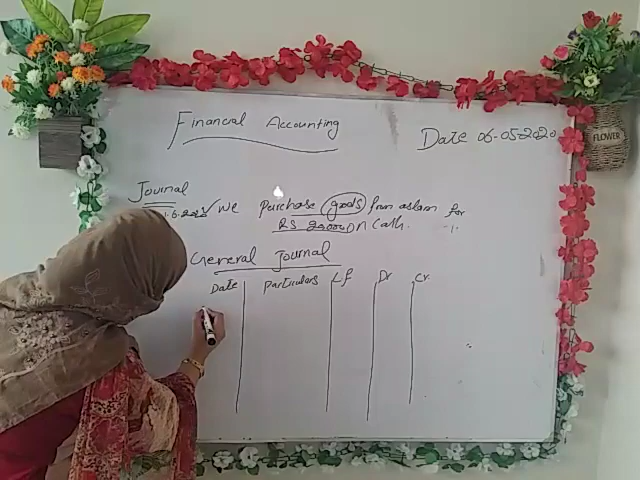 Financial Accounting
Date 06-05-2020
Journal
We Purchase goods from aslam for
RS 20000 on Cash.
General Journal
Date Particulars Lf Dr Cr.
FLOWER